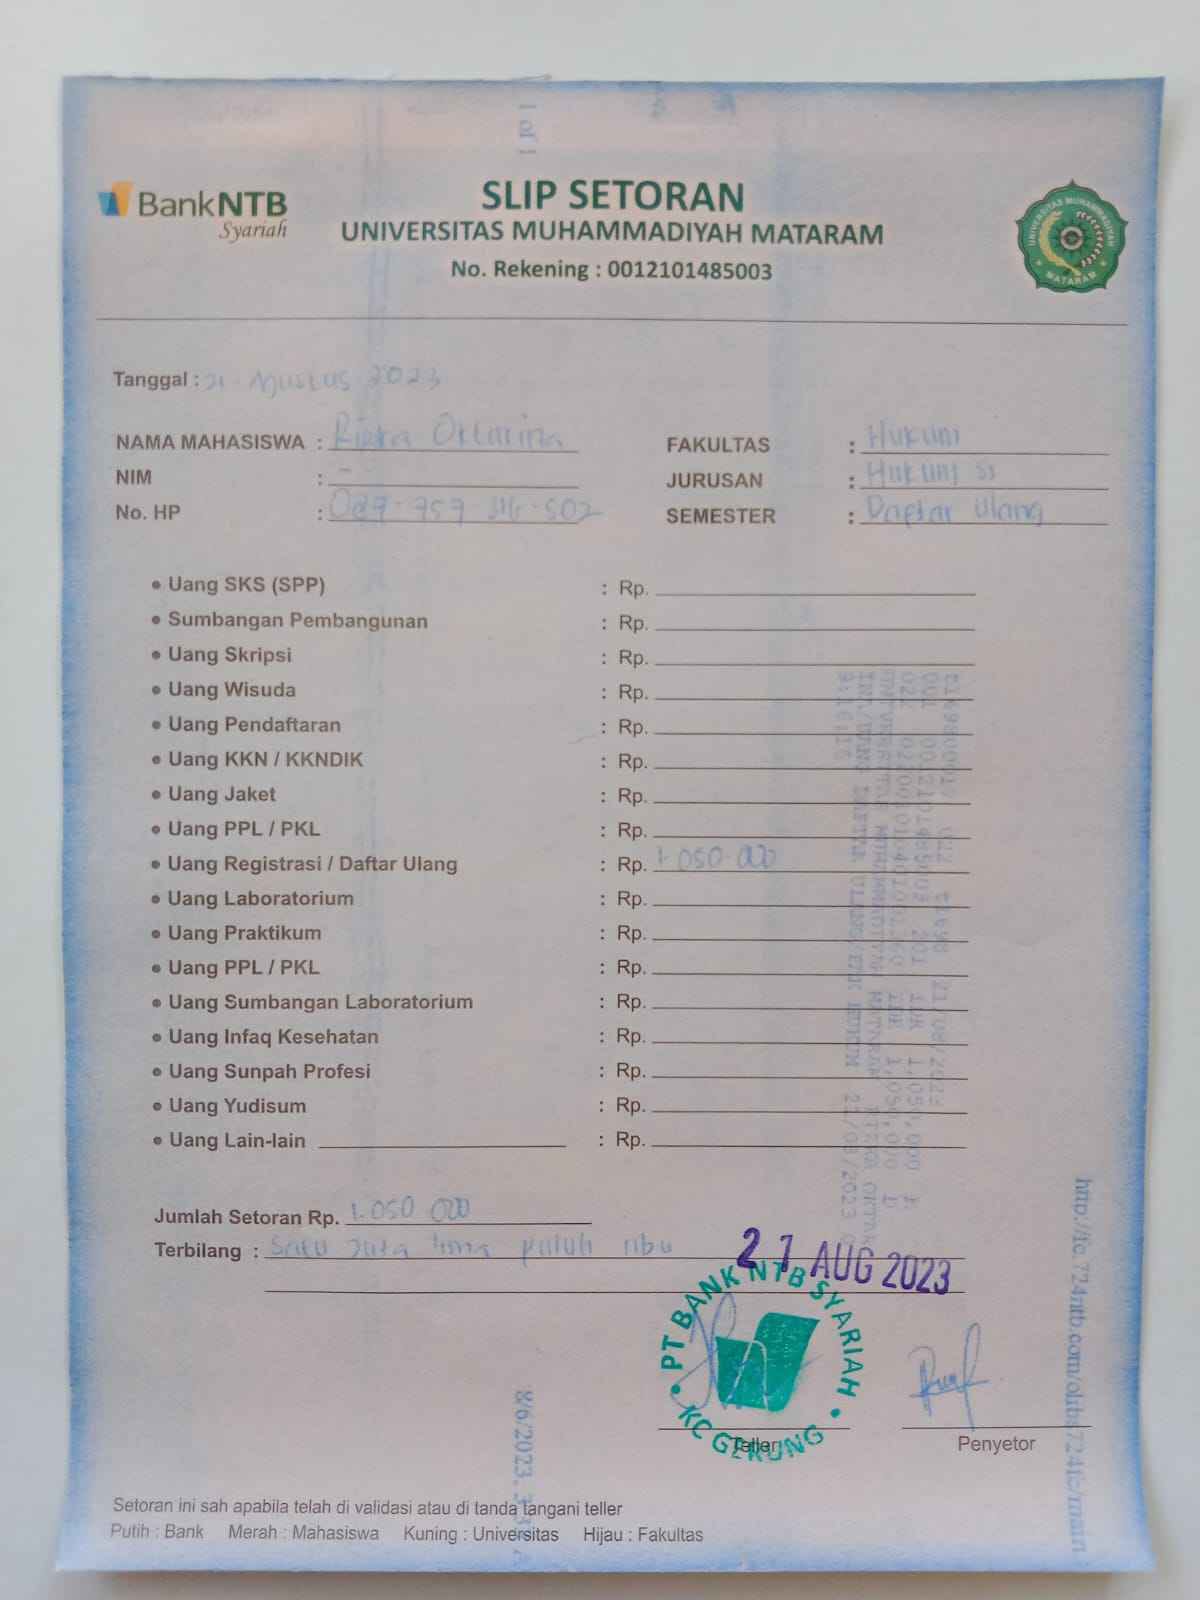 BankNTB
Syariah
SLIP SETORAN
UNIVERSITAS MUHAMMADIYAH MATARAM
No. Rekening : 0012101485003
UNIVERSITAS MUHAMMADIYAH
MATARAM
Tanggal : 21 Agustus 2023
NAMA MAHASISWA :
FAKULTAS : Hukum
NIM : -
JURUSAN : Hukum S1
No. HP :
SEMESTER : Daftar Ulang
• Uang SKS (SPP) : Rp.
• Sumbangan Pembangunan : Rp.
• Uang Skripsi : Rp.
• Uang Wisuda : Rp.
• Uang Pendaftaran : Rp.
• Uang KKN / KKNDIK : Rp.
• Uang Jaket : Rp.
• Uang PPL / PKL : Rp.
• Uang Registrasi / Daftar Ulang : Rp. 1.050.000
• Uang Laboratorium : Rp.
• Uang Praktikum : Rp.
• Uang PPL / PKL : Rp.
• Uang Sumbangan Laboratorium : Rp.
• Uang Infaq Kesehatan : Rp.
• Uang Sunpah Profesi : Rp.
• Uang Yudisum : Rp.
• Uang Lain-lain : Rp.
Jumlah Setoran Rp. 1.050.000
Terbilang : Satu Juta lima puluh ribu
21 AUG 2023
PT BANK NTB SYARIAH
KC GERUNG
Teller
Penyetor
Setoran ini sah apabila telah di validasi atau di tanda tangani teller
Putih : Bank Merah : Mahasiswa Kuning : Universitas Hijau : Fakultas